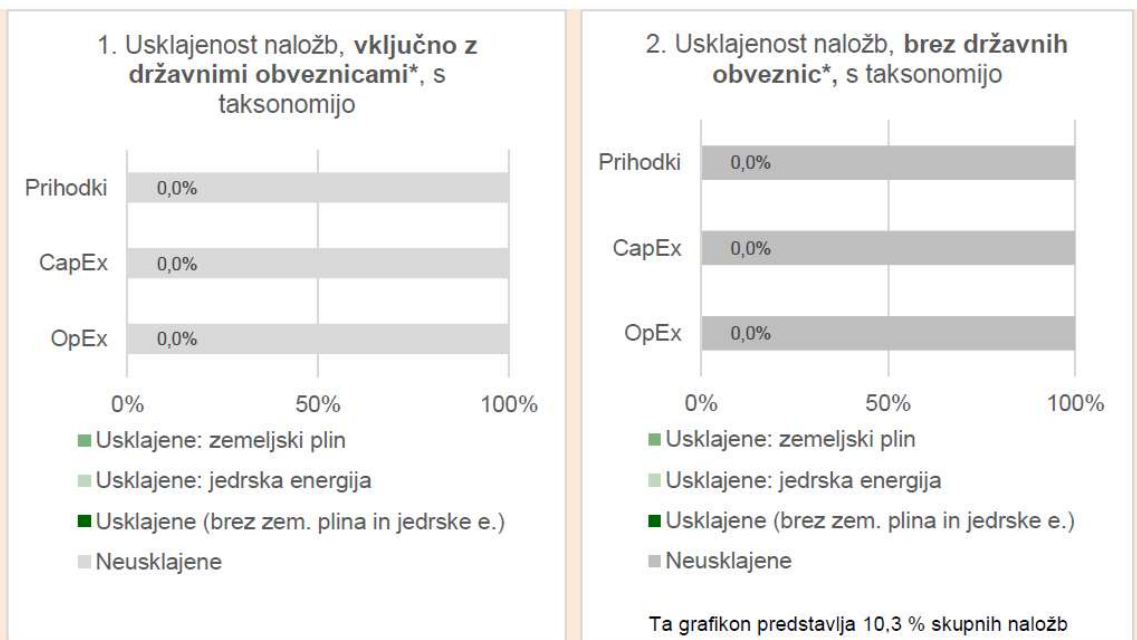 1. Usklajenost naložb, vključno z
državnimi obveznicami*, s
taksonomijo
Prihodki
0,0%
CapEx
0,0%
OpEx
0,0%
0%
50%
100%
Usklajene: zemeljski plin
Usklajene: jedrska energija
Usklajene (brez zem. plina in jedrske e.)
Neusklajene
2. Usklajenost naložb, brez državnih
obveznic*, s taksonomijo
Prihodki
0,0%
CapEx
0,0%
OpEx
0,0%
0%
50%
100%
Usklajene: zemeljski plin
Usklajene: jedrska energija
Usklajene (brez zem. plina in jedrske e.)
Neusklajene
Ta grafikon predstavlja 10,3 % skupnih naložb